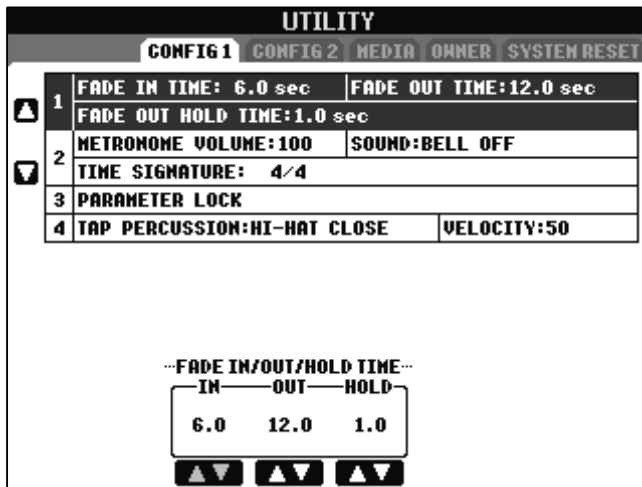 UTILITY
CONFIG 1 CONFIG 2 MEDIA OWNER SYSTEM RESET
1 FADE IN TIME: 6.0 sec FADE OUT TIME:12.0 sec
FADE OUT HOLD TIME:1.0 sec
2 METRONOME VOLUME:100 SOUND:BELL OFF
TIME SIGNATURE: 4/4
3 PARAMETER LOCK
4 TAP PERCUSSION:HI-HAT CLOSE VELOCITY:50
FADE IN/OUT/HOLD TIME
IN OUT HOLD
6.0 12.0 1.0